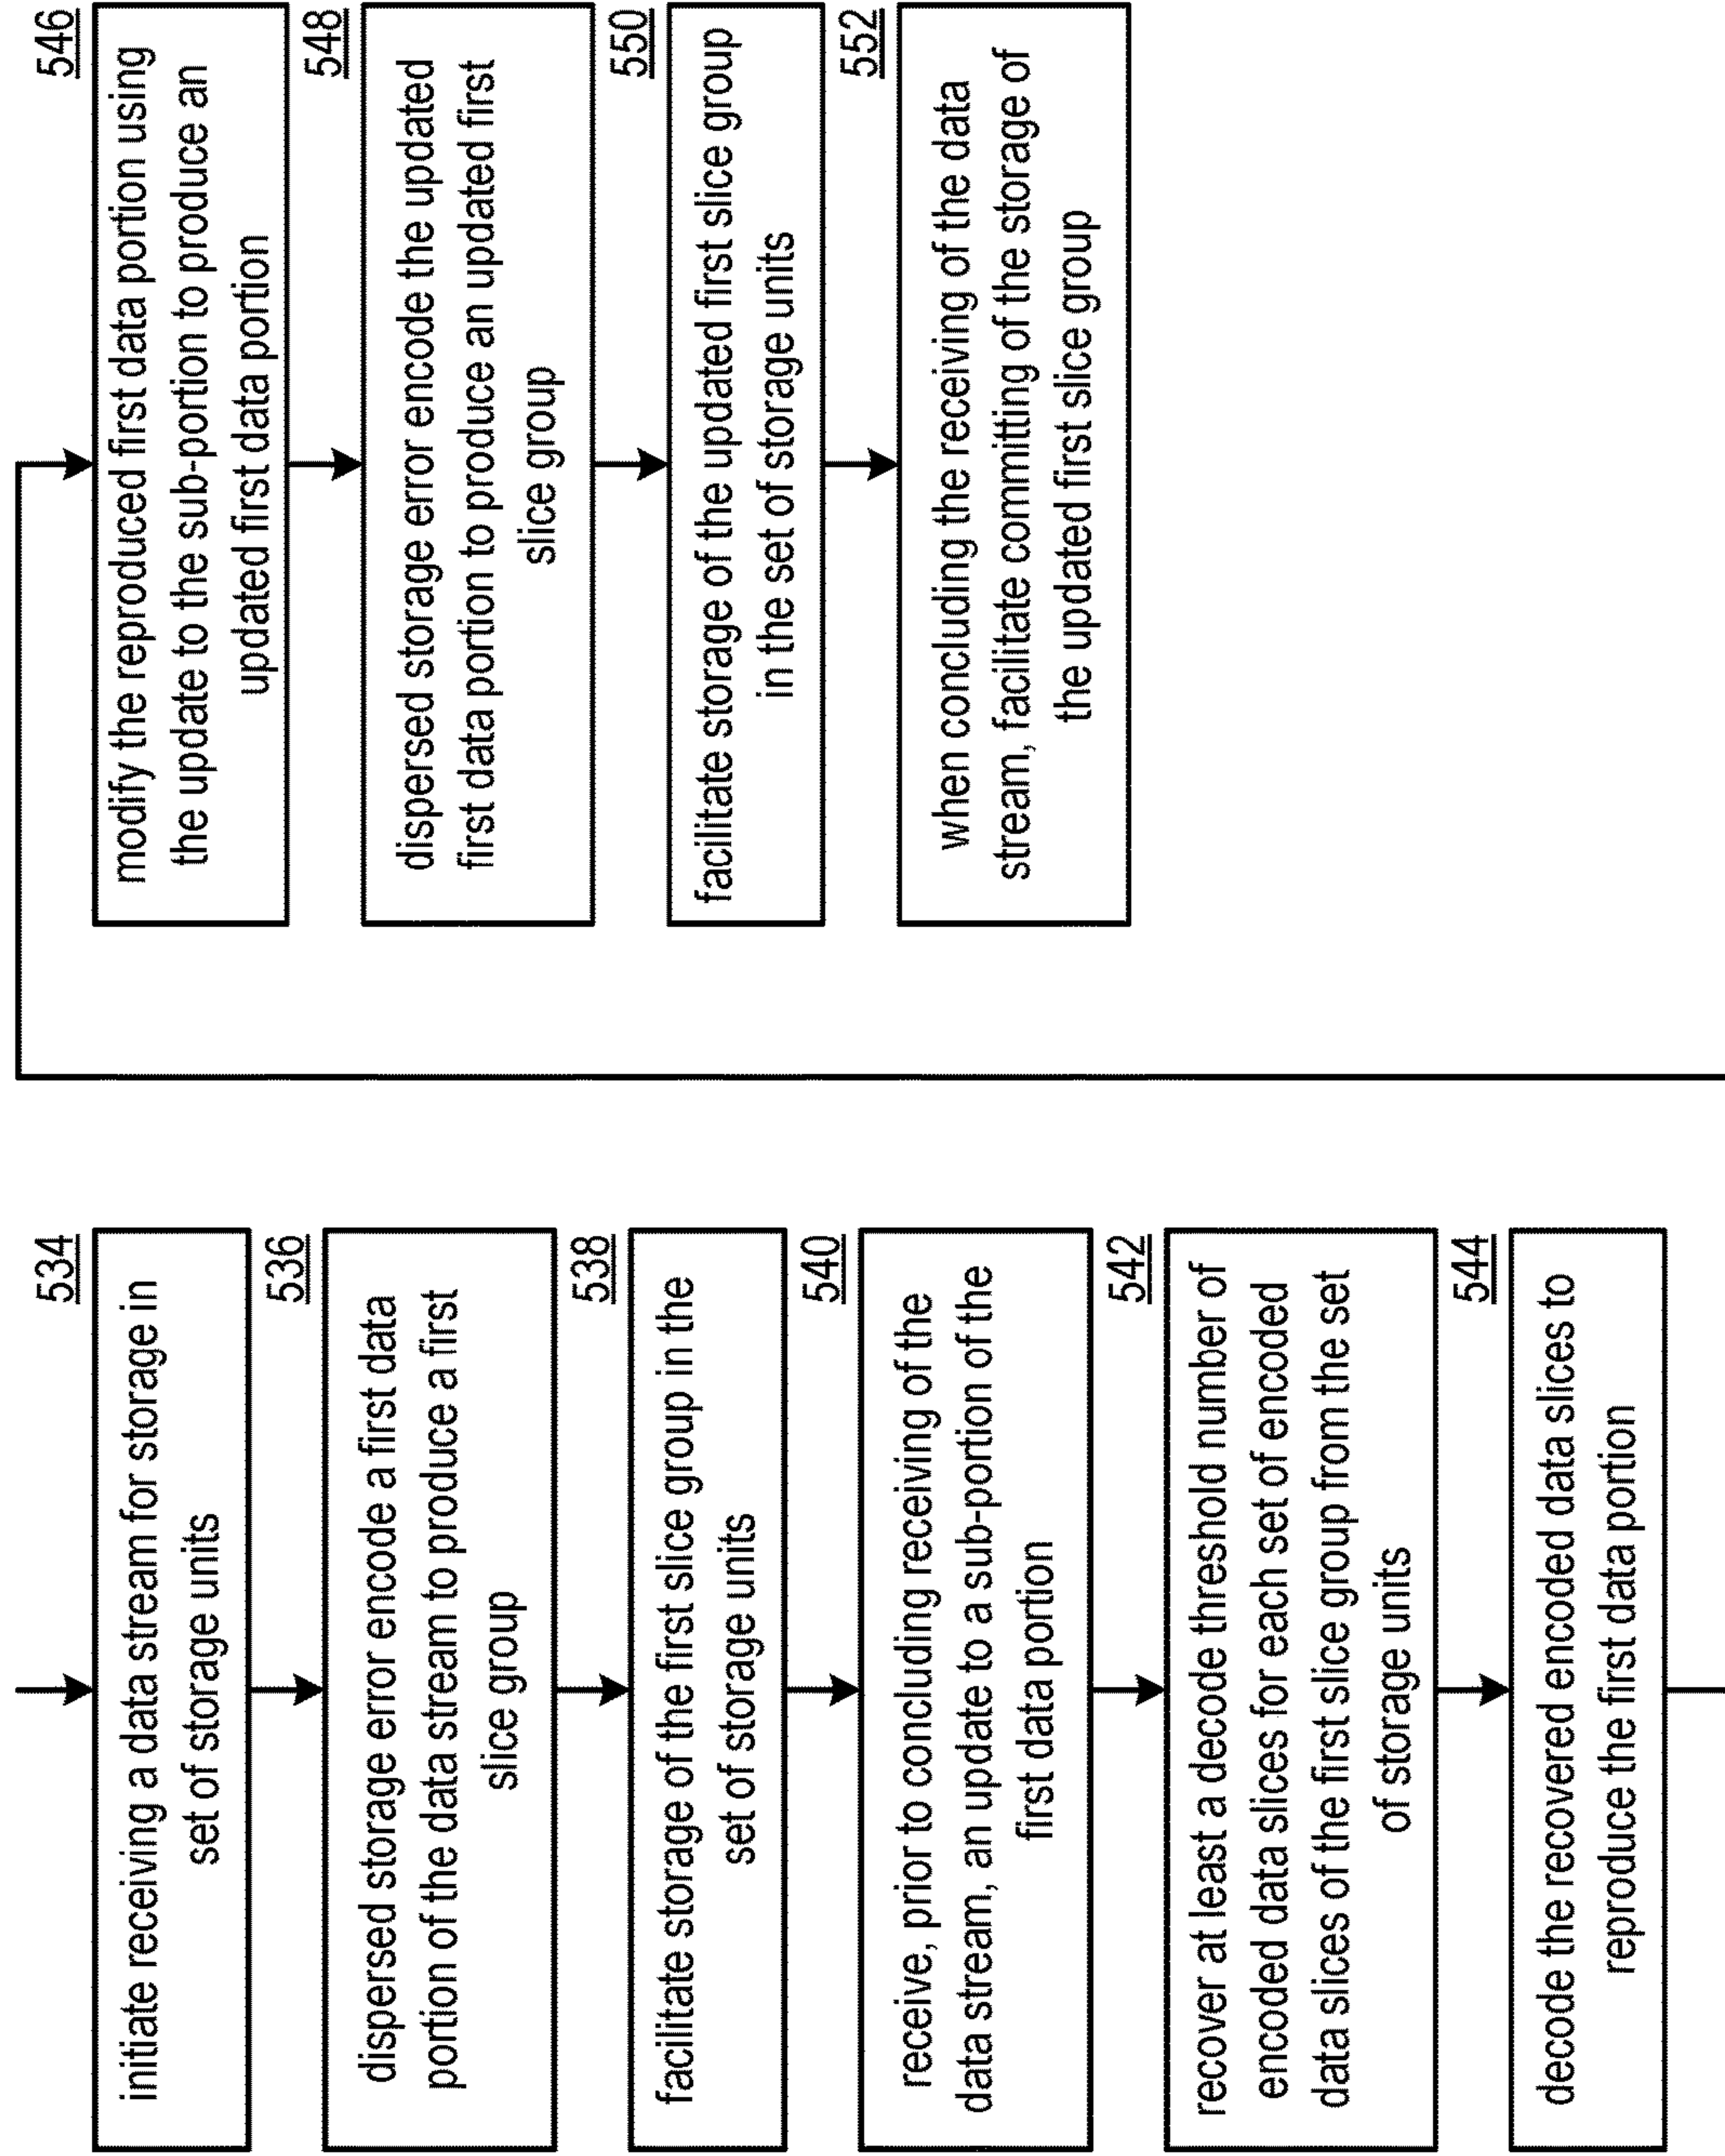 534
initiate receiving a data stream for storage in
set of storage units
536
dispersed storage error encode a first data
portion of the data stream to produce a first
slice group
538
facilitate storage of the first slice group in the
set of storage units
540
receive, prior to concluding receiving of the
data stream, an update to a sub-portion of the
first data portion
542
recover at least a decode threshold number of
encoded data slices for each set of encoded
data slices of the first slice group from the set
of storage units
544
decode the recovered encoded data slices to
reproduce the first data portion
546
modify the reproduced first data portion using
the update to the sub-portion to produce an
updated first data portion
548
dispersed storage error encode the updated
first data portion to produce an updated first
slice group
550
facilitate storage of the updated first slice group
in the set of storage units
552
when concluding the receiving of the data
stream, facilitate committing of the storage of
the updated first slice group